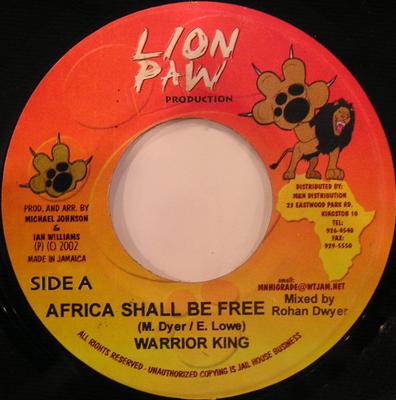 LION
PAW
PRODUCTION
PROD. AND ARR. BY
MICHAEL JOHNSON
&
IAN WILLIAMS
(P) (C) 2002
MADE IN JAMAICA
DISTRIBUTED BY:
M&N DISTRIBUTION
23 EASTWOOD PARK RD.
KINGSTON 10
TEL:
926-4540
FAX:
929-5550
email:
MNHIGRADE@WTJAM.NET
SIDE A
Mixed by
Rohan Dwyer
AFRICA SHALL BE FREE
(M. Dyer / E. Lowe)
WARRIOR KING
ALL RIGHTS RESERVED - UNAUTHORIZED COPYING IS JAIL HOUSE BUSINESS